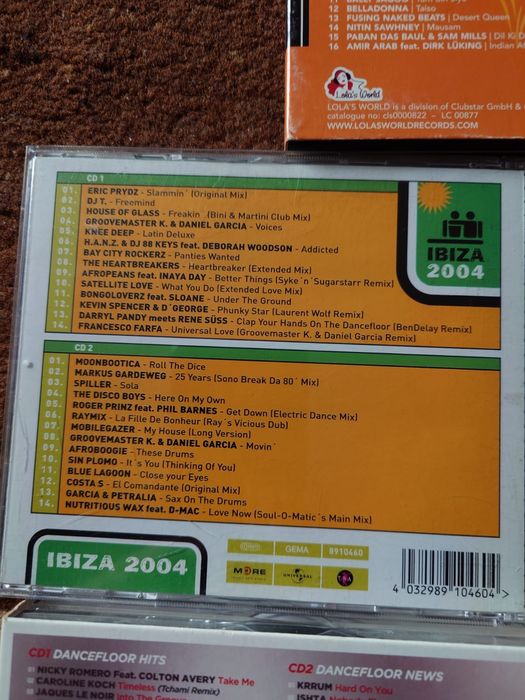 12 BELLADONNA | Talso
13 FUSING NAKED BEATS | Desert Queen
14 NITIN SAWHNEY | Mausam
15 PABAN DAS BAUL & SAM MILLS | Dil Ki D
16 AMIR ARAB feat. DIRK LÜKING | Indian
Lola's World
LOLA'S WORLD is a division of Clubstar GmbH &
catalogue no: cls0000822 - LC 00877
WWW.LOLASWORLDRECORDS.COM
CD 1
01. ERIC PRYDZ - Slammin´ (Original Mix)
02. DJ T. - Freemind
03. HOUSE OF GLASS - Freakin´ (Bini & Martini Club Mix)
04. GROOVEMASTER K. & DANIEL GARCIA - Voices
05. KNEE DEEP - Latin Deluxe
06. H.A.N.Z. & DJ 88 KEYS feat. DEBORAH WOODSON - Addicted
07. BAY CITY ROCKERZ - Panties Wanted
08. THE HEARTBREAKERS - Heartbreaker (Extended Mix)
09. AFROPEANS feat. INAYA DAY - Better Things (Syke´n´Sugarstarr Remix)
10. SATELLITE LOVE - What You Do (Extended Love Mix)
11. BONGOLOVERZ feat. SLOANE - Under The Ground
12. KEVIN SPENCER & D´GEORGE - Phunky Star (Laurent Wolf Remix)
13. DARRYL PANDY meets RENE SÜSS - Clap Your Hands On The Dancefloor (BenDelay Remix)
14. FRANCESCO FARFA - Universal Love (Groovemaster K. & Daniel Garcia Remix)
IBIZA
2004
CD 2
01. MOONBOOTICA - Roll The Dice
02. MARKUS GARDEWEG - 25 Years (Sono Break Da 80´ Mix)
03. SPILLER - Sola
04. THE DISCO BOYS - Here On My Own
05. ROGER PRINZ feat. PHIL BARNES - Get Down (Electric Dance Mix)
06. RAYMIX - La Fille De Bonheur (Ray´s Vicious Dub)
07. MOBILEGAZER - My House (Long Version)
08. GROOVEMASTER K. & DANIEL GARCIA - Movin´
09. AFROBOOGIE - These Drums
10. SIN PLOMO - It´s You (Thinking Of You)
11. BLUE LAGOON - Close your Eyes
12. COSTA S - El Comandante (Original Mix)
13. GARCIA & PETRALIA - Sax On The Drums
14. NUTRITIOUS WAX feat. D-MAC - Love Now (Soul-O-Matic´s Main Mix)
IBIZA 2004
GEMA
8910460
MORE
UNIVERSAL
4 032989 104604 >
CD1 DANCEFLOOR HITS
NICKY ROMERO Feat. COLTON AVERY Take Me
CAROLINE KOCH Timeless (Tchami Remix)
JAQUES LE NOIR Into The
CD2 DANCEFLOOR NEWS
KRRUM Hard On You
ISHTA